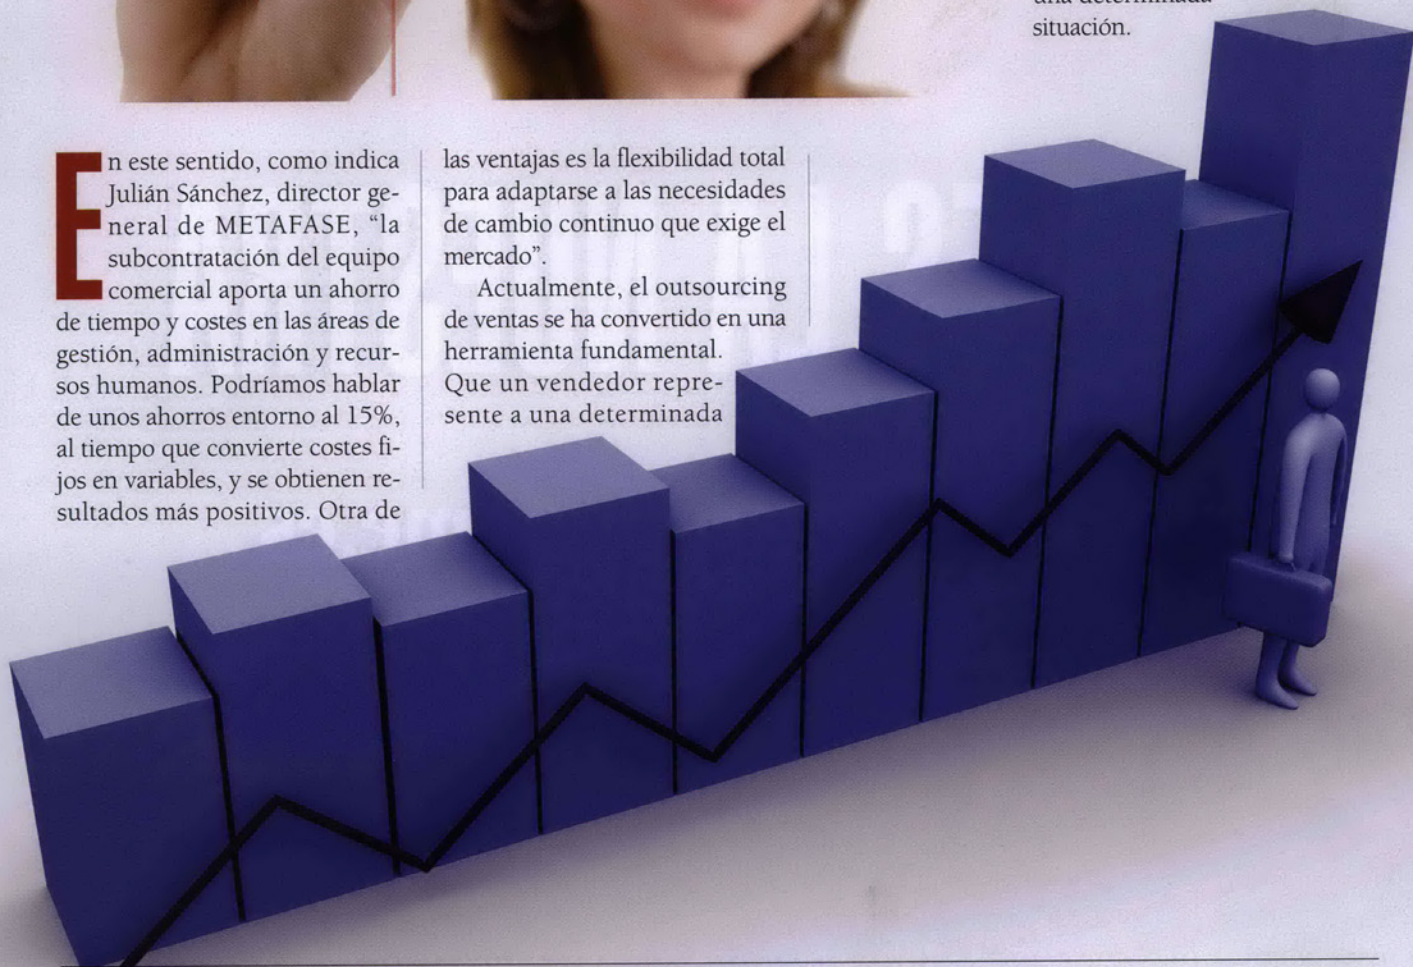 una determinada
situación.
En este sentido, como indica
Julián Sánchez, director ge-
neral de METAFASE, “la
subcontratación del equipo
comercial aporta un ahorro
de tiempo y costes en las áreas de
gestión, administración y recur-
sos humanos. Podríamos hablar
de unos ahorros entorno al 15%,
al tiempo que convierte costes fi-
jos en variables, y se obtienen re-
sultados más positivos. Otra de
las ventajas es la flexibilidad total
para adaptarse a las necesidades
de cambio continuo que exige el
mercado”.
Actualmente, el outsourcing
de ventas se ha convertido en una
herramienta fundamental.
Que un vendedor repre-
sente a una determinada